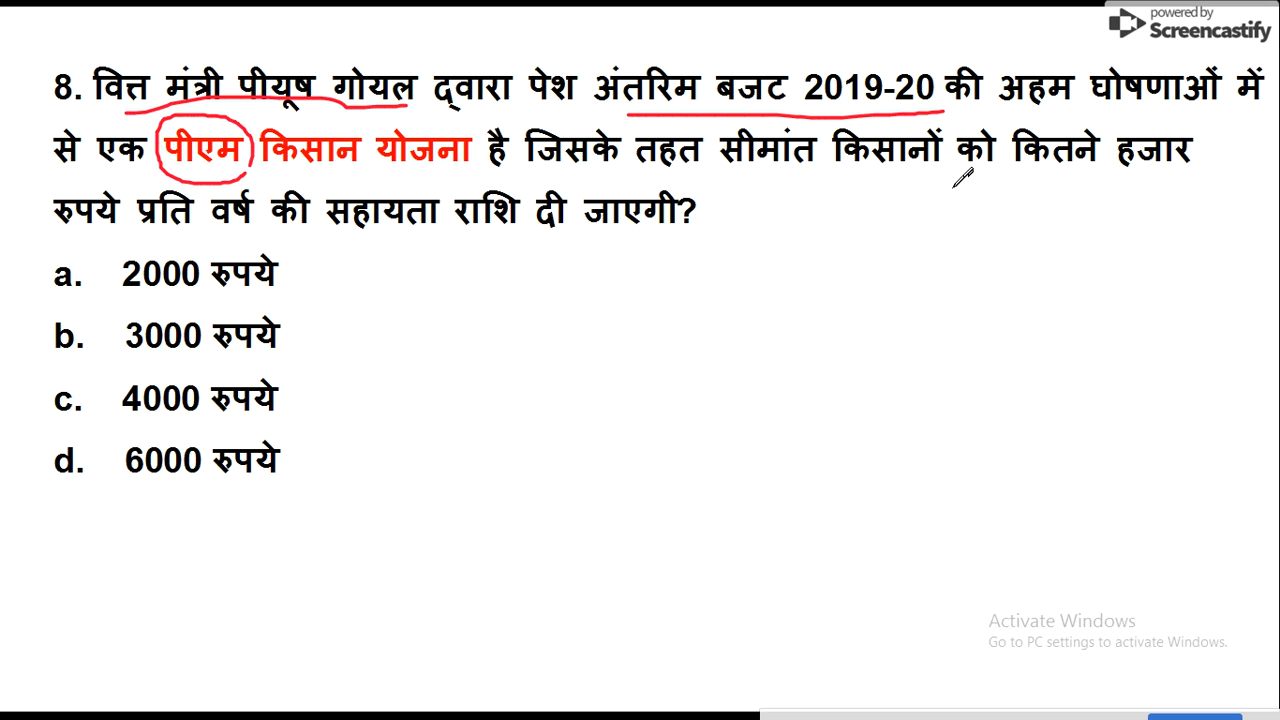 powered by
Screencastify
8. वित्त मंत्री पीयूष गोयल द्वारा पेश अंतरिम बजट 2019-20 की अहम घोषणाओं में
से एक पीएम किसान योजना है जिसके तहत सीमांत किसानों को कितने हजार
रुपये प्रति वर्ष की सहायता राशि दी जाएगी?
a. 2000 रुपये
b. 3000 रुपये
c. 4000 रुपये
d. 6000 रुपये
Activate Windows
Go to PC settings to activate Windows.